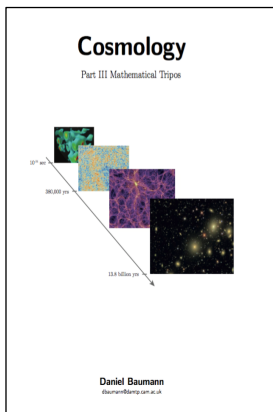 Cosmology
Part III Mathematical Tripos
380,000 yrs
13.8 billion yrs
Daniel Baumann
dbaumann@damtp.cam.ac.uk